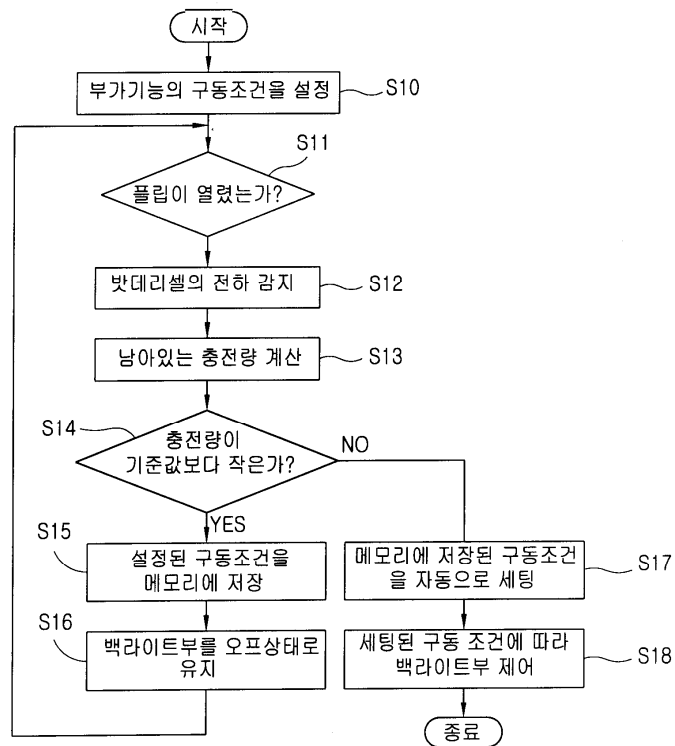 시작
부가기능의 구동조건을 설정
S10
S11
플립이 열렸는가?
밧데리셀의 전하 감지
S12
남아있는 충전량 계산
S13
S14
충전량이
기준값보다 작은가?
NO
YES
S15
설정된 구동조건을
메모리에 저장
메모리에 저장된 구동조건
을 자동으로 세팅
S17
S16
백라이트부를 오프상태로
유지
세팅된 구동 조건에 따라
백라이트부 제어
S18
종료